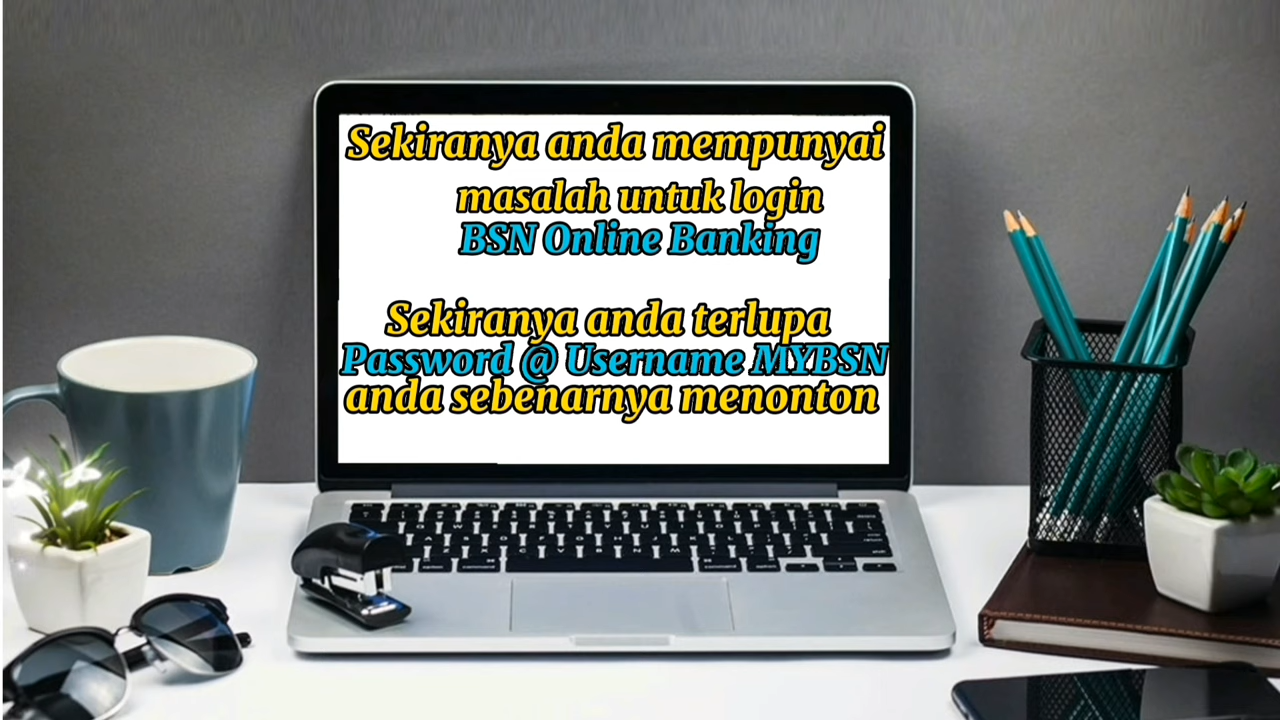 Sekiranya anda mempunyai
masalah untuk login
BSN Online Banking
Sekiranya anda terlupa
Password @ Username MYBSN
anda sebenarnya menonton